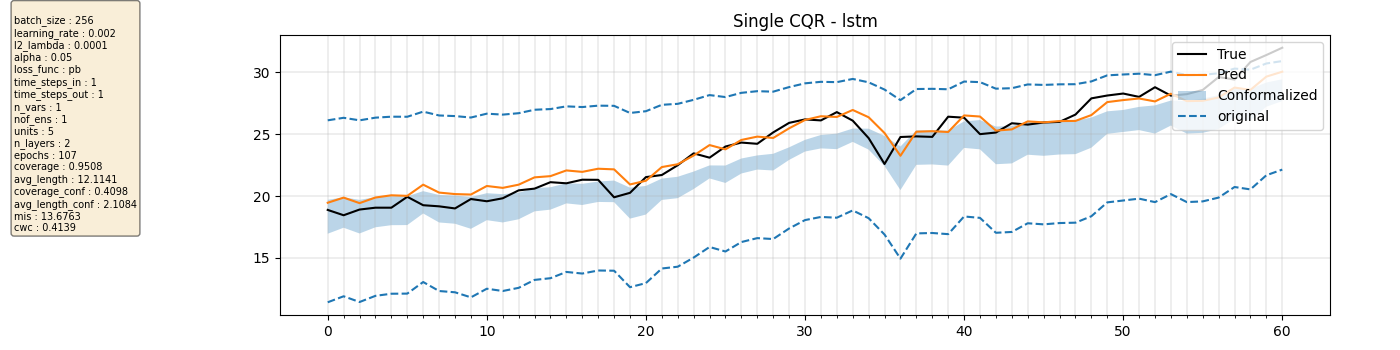 batch_size : 256
learning_rate : 0.002
l2_lambda : 0.0001
alpha : 0.05
loss_func : pb
time_steps_in : 1
time_steps_out : 1
n_vars : 1
nof_ens : 1
units : 5
n_layers : 2
epochs : 107
coverage : 0.9508
avg_length : 12.1141
coverage_conf : 0.4098
avg_length_conf : 2.1084
mis : 13.6763
cwc : 0.4139
Single CQR - lstm
True
Pred
Conformalized
original
30
25
20
15
0 10 20 30 40 50 60